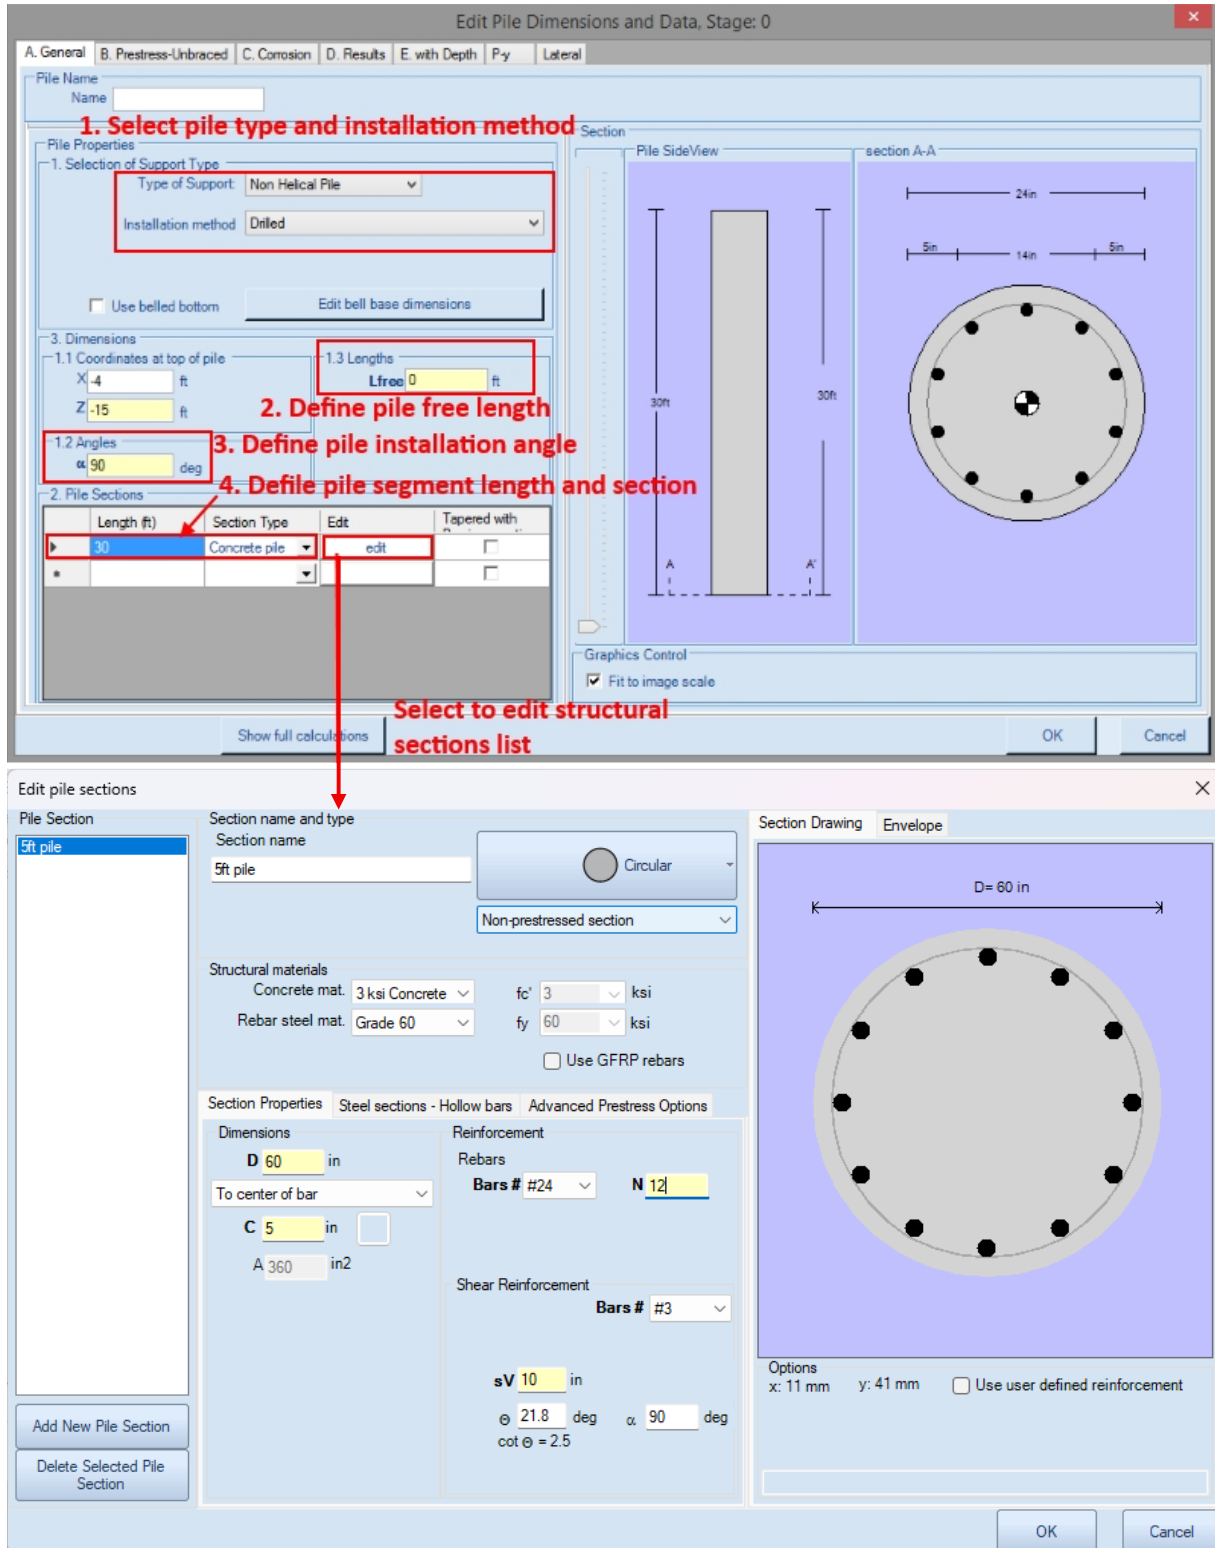 Edit Pile Dimensions and Data, Stage: 0
A. General B. Prestress-Unbraced C. Corrosion D. Results E. with Depth P-y Lateral
Pile Name
Name
1. Select pile type and installation method
Pile Properties
1. Selection of Support Type
Type of Support: Non Helical Pile
Installation method Drilled
Use belled bottom Edit bell base dimensions
3. Dimensions
1.1 Coordinates at top of pile
X -4 ft
Z -15 ft
1.3 Lengths
Lfree 0 ft
2. Define pile free length
1.2 Angles
α 90 deg
3. Define pile installation angle
4. Defile pile segment length and section
2. Pile Sections
Length (ft) Section Type Edit Tapered with
30 Concrete pile edit
*
Section
Pile SideView
30ft 30ft
A A'
section A-A
24in
5in 14in 5in
Graphics Control
Fit to image scale
Select to edit structural
sections list
Show full calculations OK Cancel
Edit pile sections
Pile Section
5ft pile
Section name and type
Section name
5ft pile
Circular
Non-prestressed section
Structural materials
Concrete mat. 3 ksi Concrete fc' 3 ksi
Rebar steel mat. Grade 60 fy 60 ksi
Use GFRP rebars
Section Properties Steel sections - Hollow bars Advanced Prestress Options
Dimensions
D 60 in
To center of bar
C 5 in
A 360 in2
Reinforcement
Rebars
Bars # #24 N 12
Shear Reinforcement
Bars # #3
sV 10 in
Θ 21.8 deg α 90 deg
cot Θ = 2.5
Section Drawing Envelope
D= 60 in
Options
x: 11 mm y: 41 mm Use user defined reinforcement
Add New Pile Section
Delete Selected Pile
Section
OK Cancel